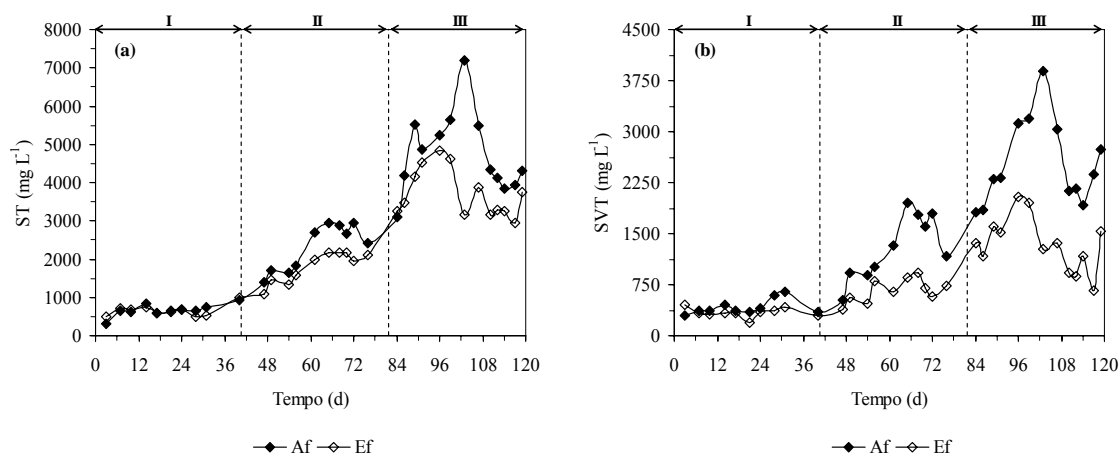 I II III
(a)
8000
7000
6000
5000
4000
3000
2000
1000
0
ST (mg L-1)
0 12 24 36 48 60 72 84 96 108 120
Tempo (d)
Af Ef
I II III
(b)
4500
3750
3000
2250
1500
750
0
SVT (mg L-1)
0 12 24 36 48 60 72 84 96 108 120
Tempo (d)
Af Ef